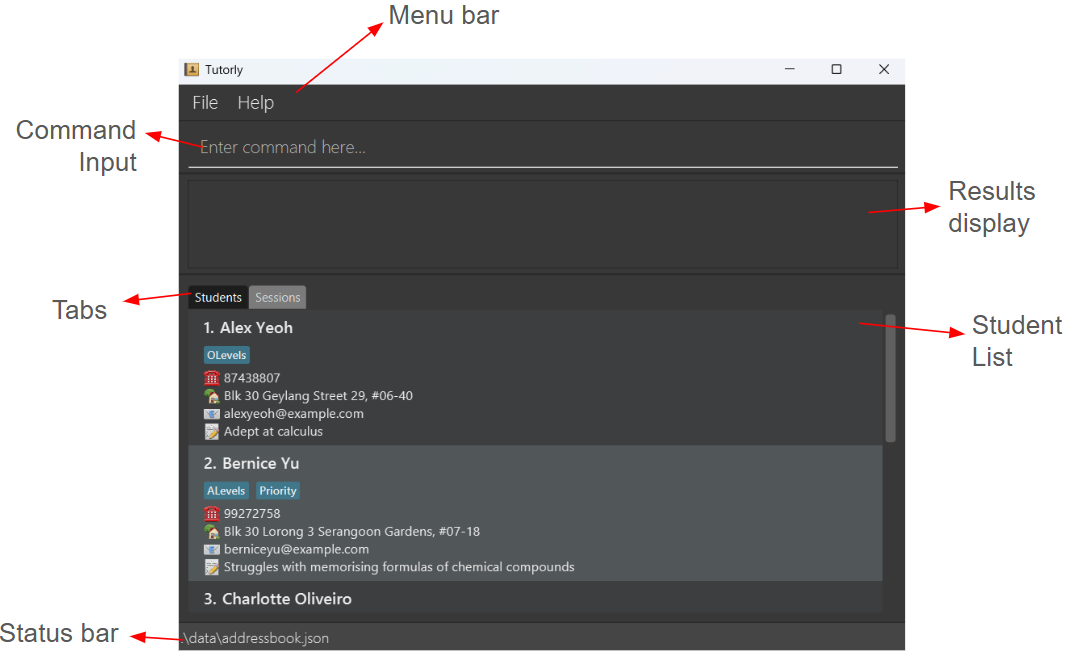 Menu bar
Tutorly
File Help
Command
Input
Enter command here...
Results
display
Tabs
Students Sessions
Student
List
1. Alex Yeoh
OLevels
87438807
Blk 30 Geylang Street 29, #06-40
alexyeoh@example.com
Adept at calculus
2. Bernice Yu
ALevels Priority
99272758
Blk 30 Lorong 3 Serangoon Gardens, #07-18
berniceyu@example.com
Struggles with memorising formulas of chemical compounds
3. Charlotte Oliveiro
Status bar
.\data\addressbook.json